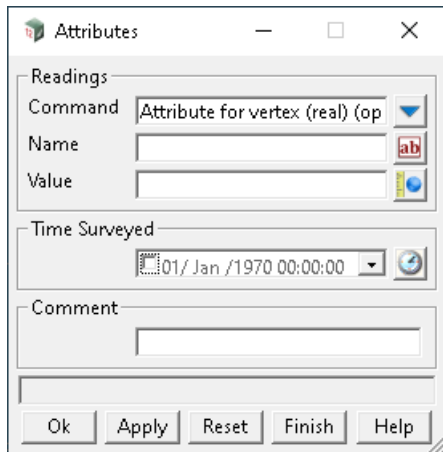 Attributes
Readings
Command Attribute for vertex (real) (op
Name ab
Value
Time Surveyed
01/ Jan /1970 00:00:00
Comment
Ok Apply Reset Finish Help